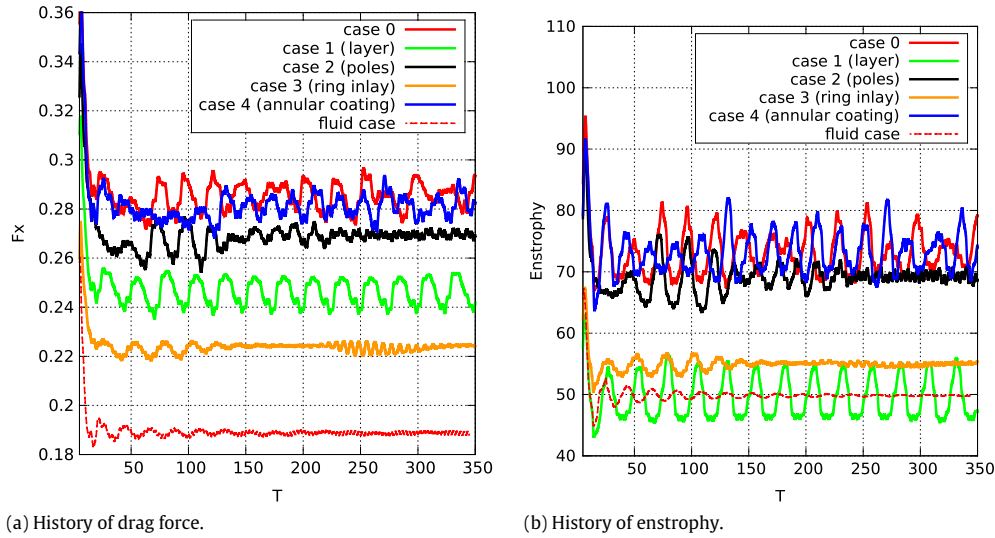 0.36
0.34
0.32
0.3
0.28
0.26
0.24
0.22
0.2
0.18
Fx
case 0
case 1 (layer)
case 2 (poles)
case 3 (ring inlay)
case 4 (annular coating)
fluid case
50 100 150 200 250 300 350
T
(a) History of drag force.
110
100
90
80
70
60
50
40
Enstrophy
case 0
case 1 (layer)
case 2 (poles)
case 3 (ring inlay)
case 4 (annular coating)
fluid case
50 100 150 200 250 300 350
T
(b) History of enstrophy.